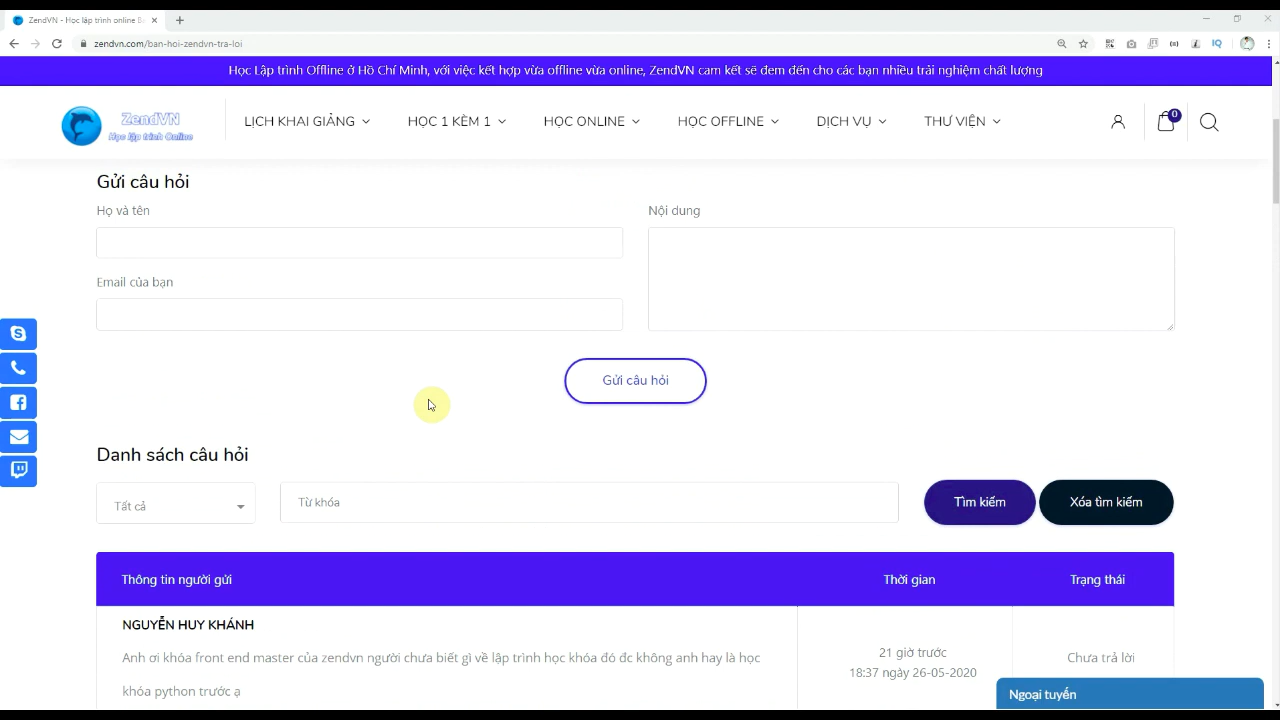 ZendVN - Học lập trình online
zendvn.com/ban-hoi-zendvn-tra-loi
Học Lập trình Offline ở Hồ Chí Minh, với việc kết hợp vừa offline vừa online, ZendVN cam kết sẽ đem đến cho các bạn nhiều trải nghiệm chất lượng
ZendVN
Học lập trình Online
LỊCH KHAI GIẢNG
HỌC 1 KÈM 1
HỌC ONLINE
HỌC OFFLINE
DỊCH VỤ
THƯ VIỆN
0
Gửi câu hỏi
Họ và tên
Nội dung
Email của bạn
Gửi câu hỏi
Danh sách câu hỏi
Tất cả
Từ khóa
Tìm kiếm
Xóa tìm kiếm
Thông tin người gửi
Thời gian
Trạng thái
NGUYỄN HUY KHÁNH
Anh ơi khóa front end master của zendvn người chưa biết gì về lập trình học khóa đó đc không anh hay là học
khóa python trước ạ
21 giờ trước
18:37 ngày 26-05-2020
Chưa trả lời
Ngoại tuyến